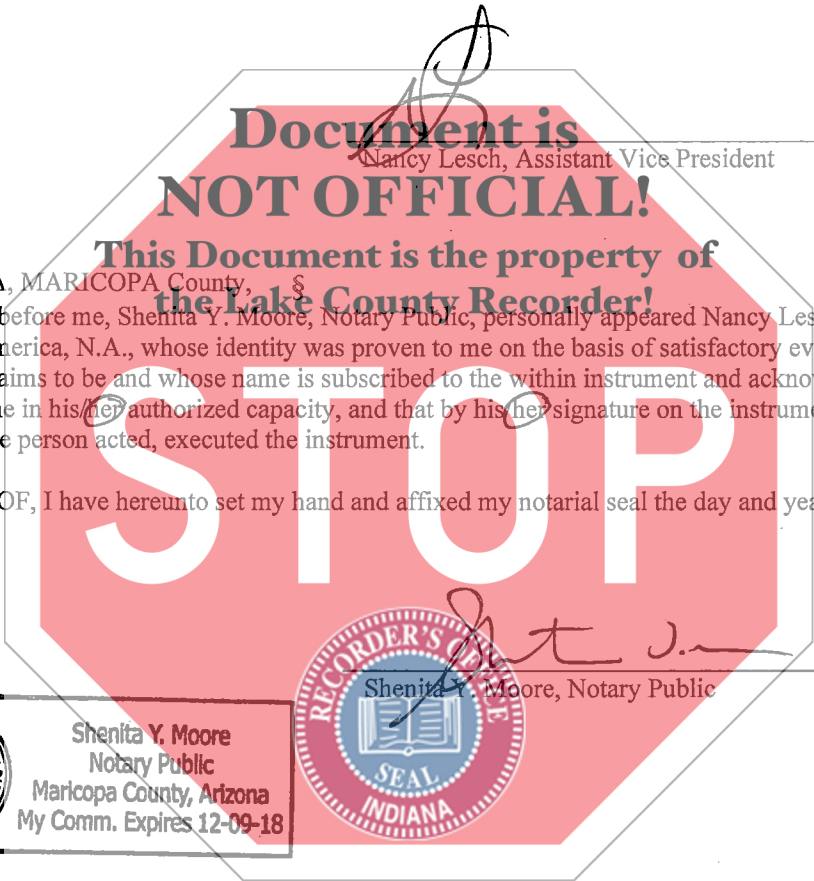 Document is
Nancy Lesch, Assistant Vice President
NOT OFFICIAL!
This Document is the property of
, MARICOPA County, §
the Lake County Recorder!
before me, Shenita Y. Moore, Notary Public, personally appeared Nancy Les
nerica, N.A., whose identity was proven to me on the basis of satisfactory ev
aims to be and whose name is subscribed to the within instrument and acknow
e in his/her authorized capacity, and that by his/her signature on the instrume
e person acted, executed the instrument.
OF, I have hereunto set my hand and affixed my notarial seal the day and yea
STOP
RECORDER'S OFFICE
SEAL
INDIANA
Shenita Y. Moore, Notary Public
Shenita Y. Moore
Notary Public
Maricopa County, Arizona
My Comm. Expires 12-09-18